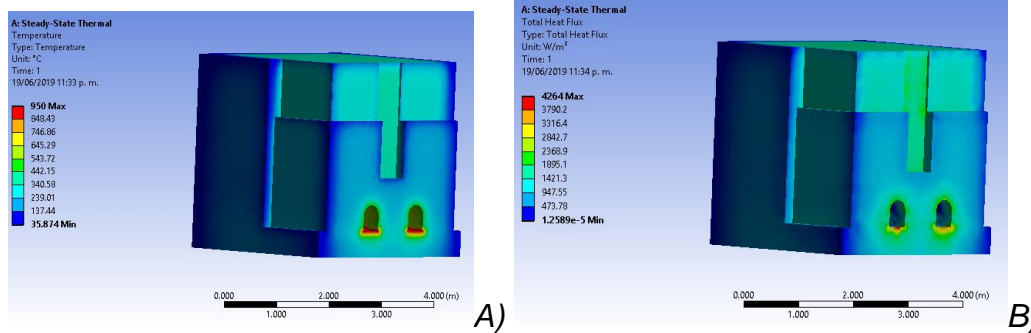 A: Steady-State Thermal
Temperature
Type: Temperature
Unit: °C
Time: 1
19/06/2019 11:33 p. m.
950 Max
848.43
746.86
645.29
543.72
442.15
340.58
239.01
137.44
35.874 Min
0.000 2.000 4.000 (m)
1.000 3.000
A)
A: Steady-State Thermal
Total Heat Flux
Type: Total Heat Flux
Unit: W/m²
Time: 1
19/06/2019 11:34 p. m.
4264 Max
3790.2
3316.4
2842.7
2368.9
1895.1
1421.3
947.55
473.78
1.2589e-5 Min
0.000 2.000 4.000 (m)
1.000 3.000
B)